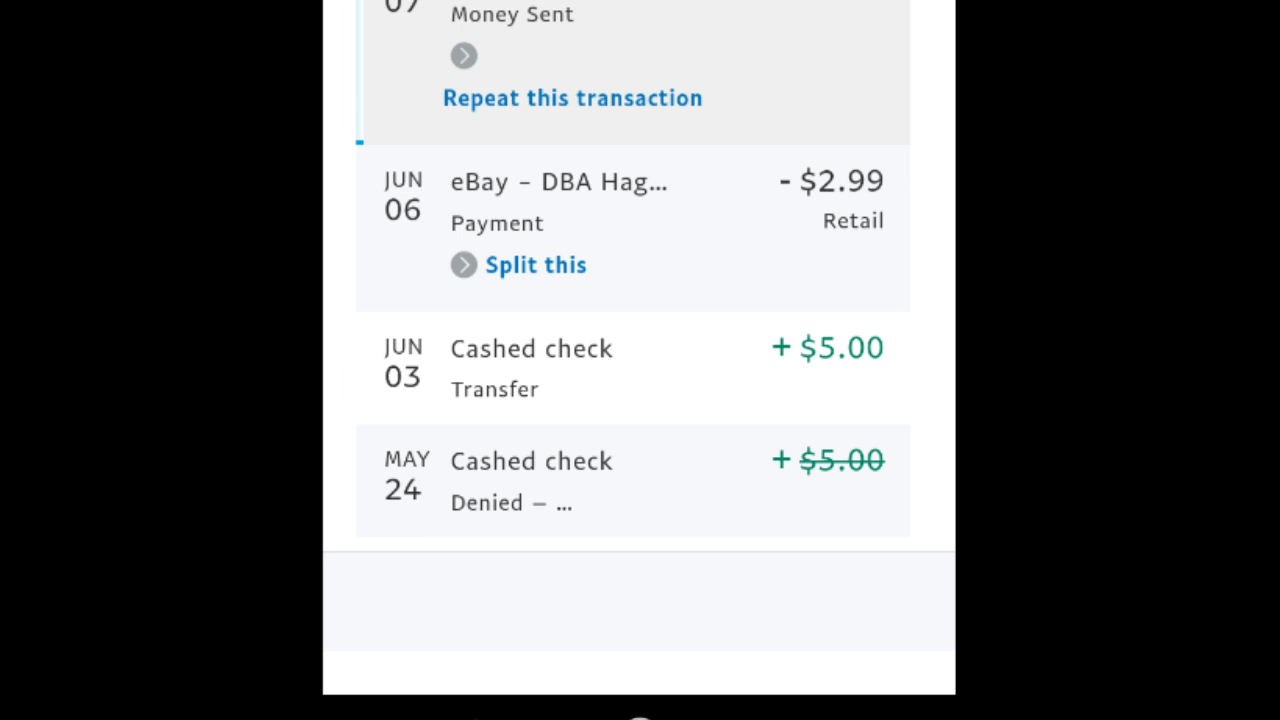 07
Money Sent
Repeat this transaction
JUN
06
eBay – DBA Hag...
- $2.99
Payment
Retail
Split this
JUN
03
Cashed check
+ $5.00
Transfer
MAY
24
Cashed check
+ $5.00
Denied – ...